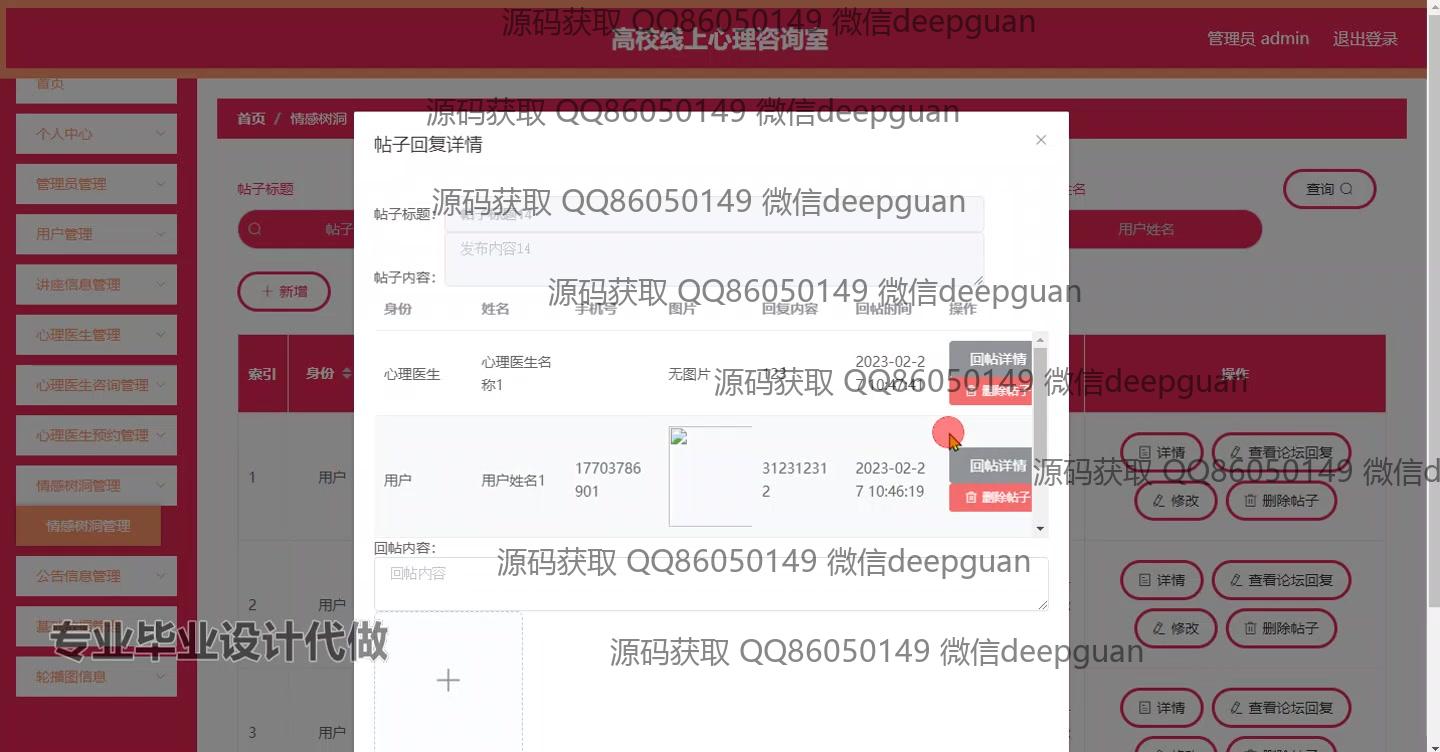 源码获取 QQ86050149 微信deepguan
高校线上心理咨询室
管理员 admin
退出登录
首页
个人中心
管理员管理
用户管理
讲座信息管理
心理医生管理
心理医生咨询管理
心理医生预约管理
情感树洞管理
情感树洞管理
公告信息管理
轮播图信息
专业毕业设计代做
首页 / 情感树洞
源码获取 QQ86050149 微信deepguan
帖子标题
姓名
查询
帖子
用户姓名
新增
索引
身份
操作
1
用户
详情
查看论坛回复
修改
删除帖子
2
用户
详情
查看论坛回复
修改
删除帖子
3
用户
详情
查看论坛回复
帖子回复详情
源码获取 QQ86050149 微信deepguan
帖子标题：
帖子标题14
发布内容14
帖子内容：
源码获取 QQ86050149 微信deepguan
身份
姓名
手机号
图片
回复内容
回帖时间
操作
心理医生
心理医生名
称1
无图片
123
2023-02-2
7 10:47:41
回帖详情
删除帖子
源码获取 QQ86050149 微信deepguan
用户
用户姓名1
17703786
901
31231231
2
2023-02-2
7 10:46:19
回帖详情
删除帖子
源码获取 QQ86050149 微信d
回帖内容：
回帖内容
源码获取 QQ86050149 微信deepguan
源码获取 QQ86050149 微信deepguan